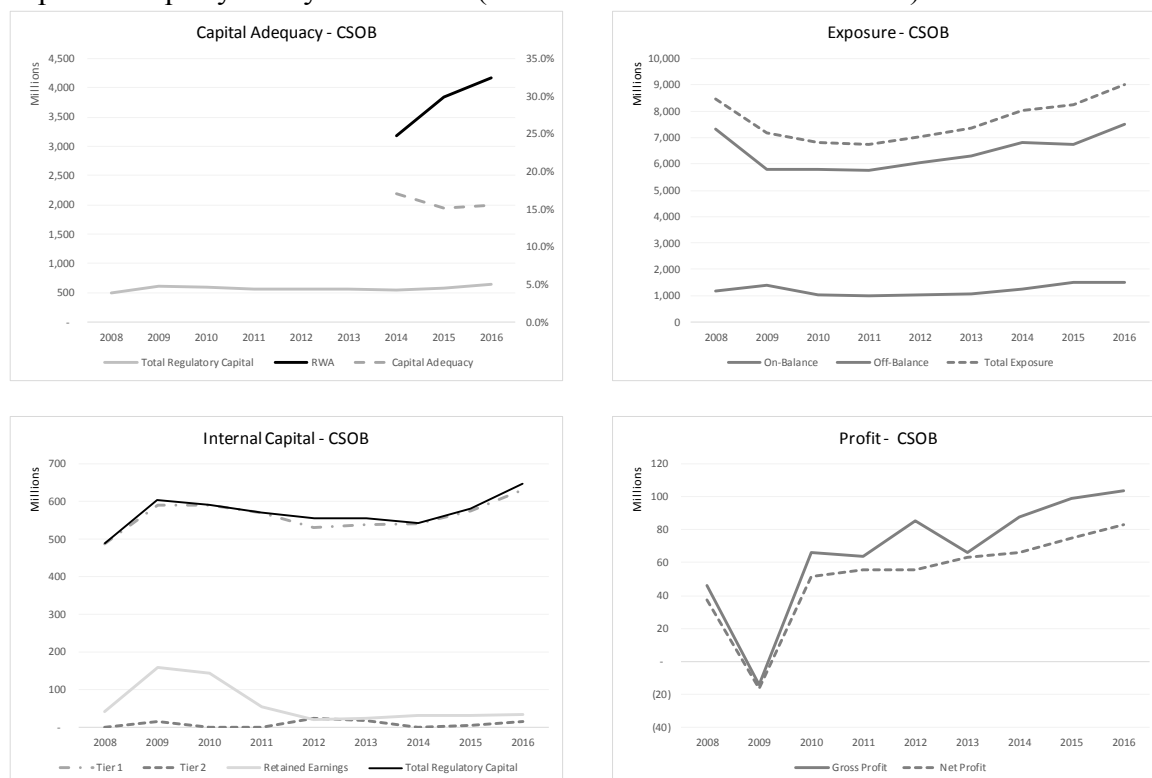 Capital Adequacy - CSOB
Millions
4,500
4,000
3,500
3,000
2,500
2,000
1,500
1,000
500
-
35.0%
30.0%
25.0%
20.0%
15.0%
10.0%
5.0%
0.0%
2008 2009 2010 2011 2012 2013 2014 2015 2016
Total Regulatory Capital RWA Capital Adequacy
Exposure - CSOB
Millions
10,000
9,000
8,000
7,000
6,000
5,000
4,000
3,000
2,000
1,000
0
2008 2009 2010 2011 2012 2013 2014 2015 2016
On-Balance Off-Balance Total Exposure
Internal Capital - CSOB
Millions
700
600
500
400
300
200
100
-
2008 2009 2010 2011 2012 2013 2014 2015 2016
Tier 1 Tier 2 Retained Earnings Total Regulatory Capital
Profit - CSOB
Millions
120
100
80
60
40
20
-
(20)
(40)
2008 2009 2010 2011 2012 2013 2014 2015 2016
Gross Profit Net Profit